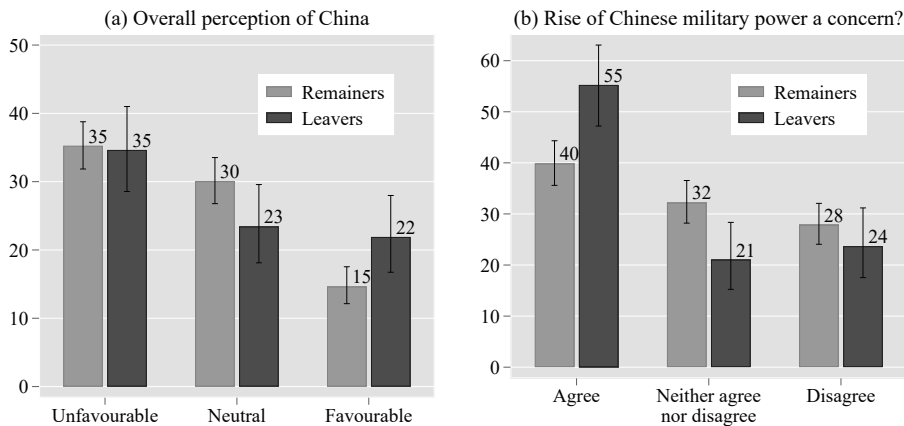 (a) Overall perception of China
50
40
30
20
10
0
Remainers
Leavers
35
35
30
23
15
22
Unfavourable
Neutral
Favourable
(b) Rise of Chinese military power a concern?
60
50
40
30
20
10
0
Remainers
Leavers
40
55
32
21
28
24
Agree
Neither agree
nor disagree
Disagree